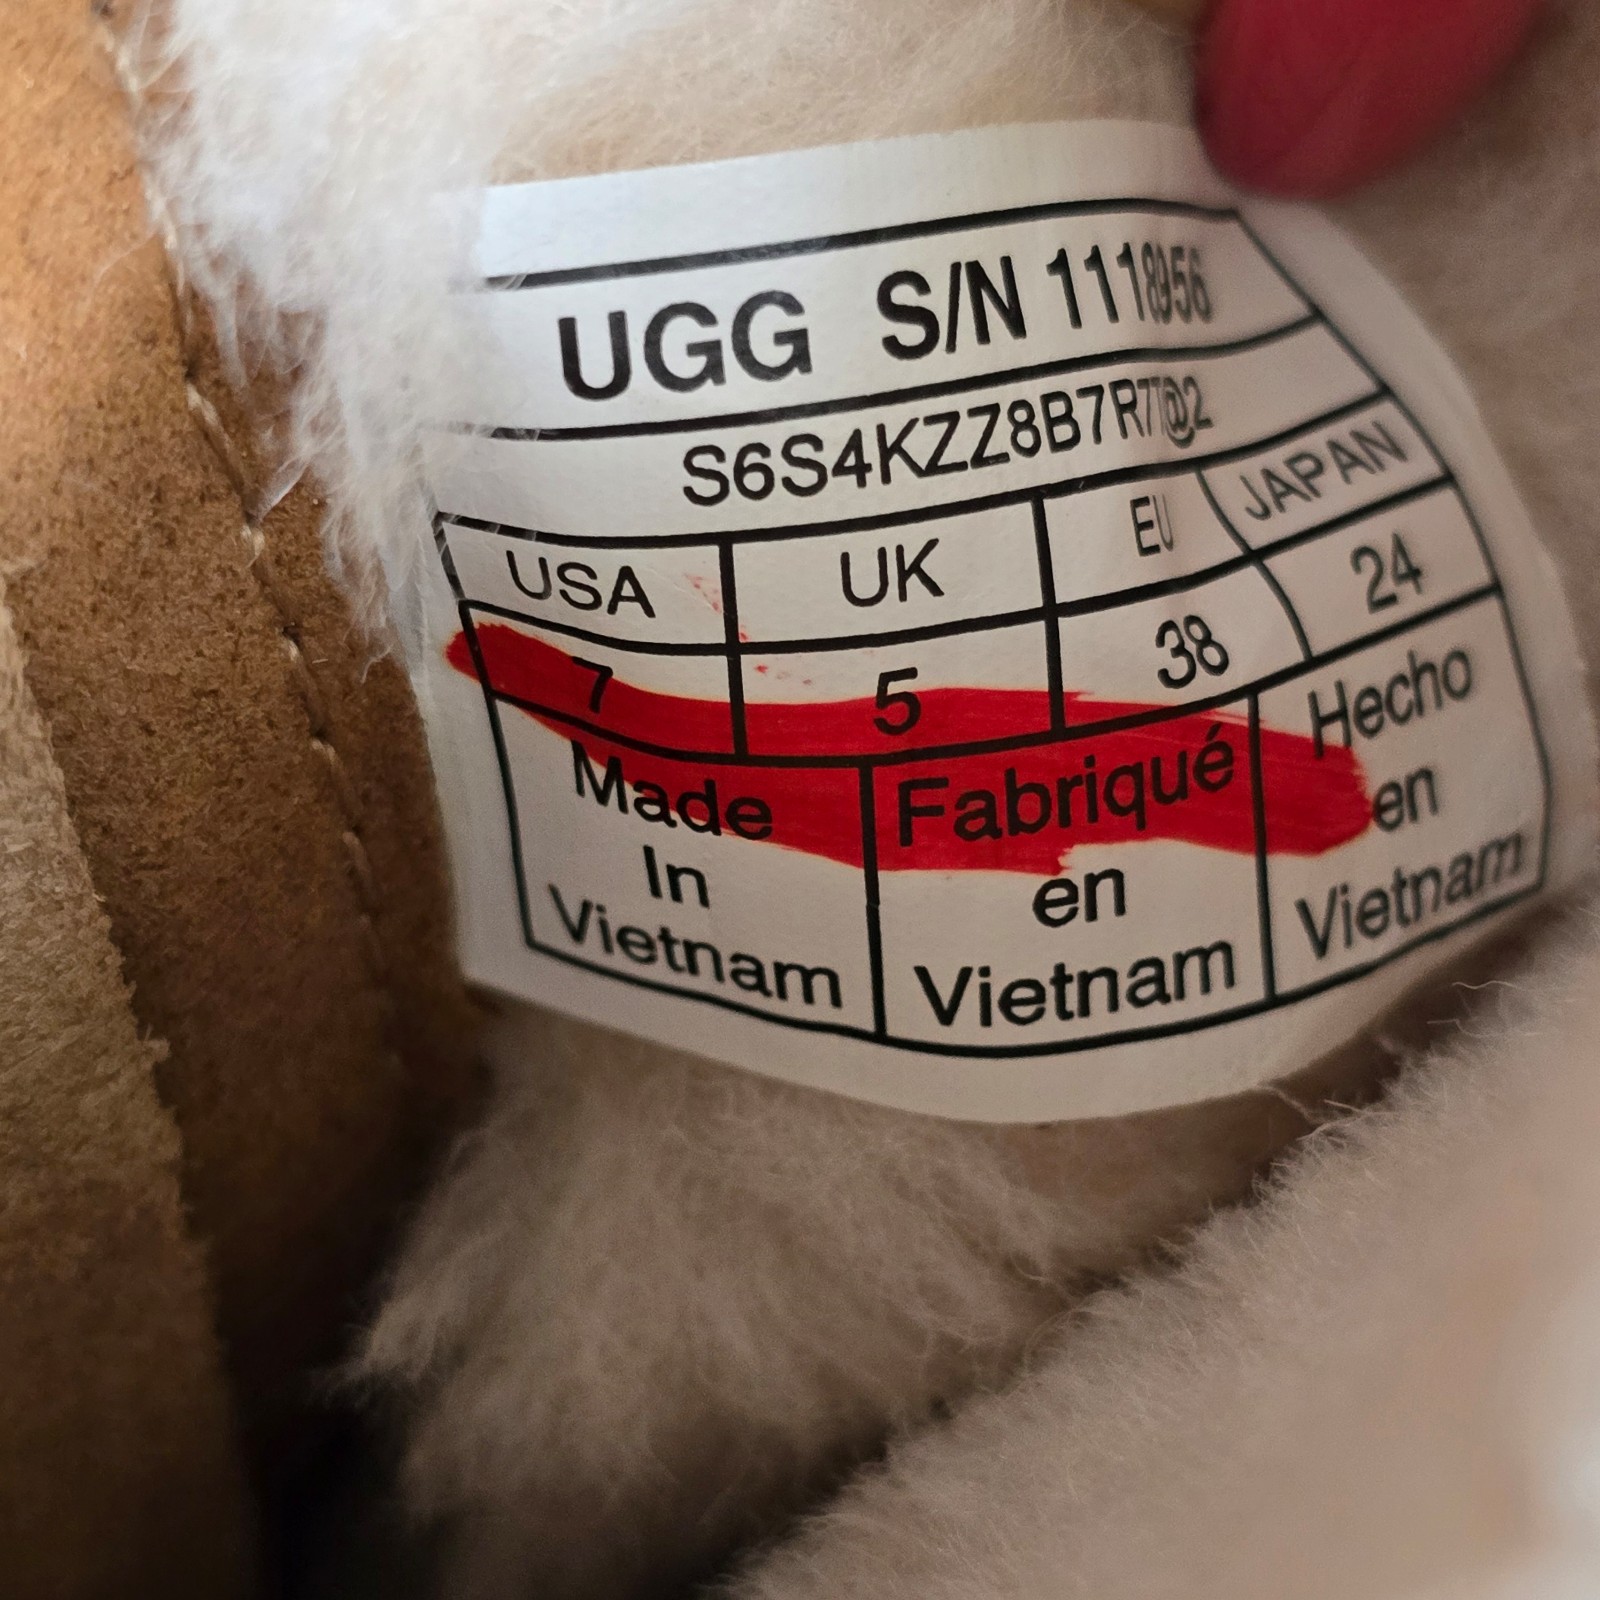 UGG S/N 1118956
S6S4KZZ8B7R7T@2
USA UK EU JAPAN
7 5 38 24
Made
In
Vietnam
Fabriqué
en
Vietnam
Hecho
en
Vietnam